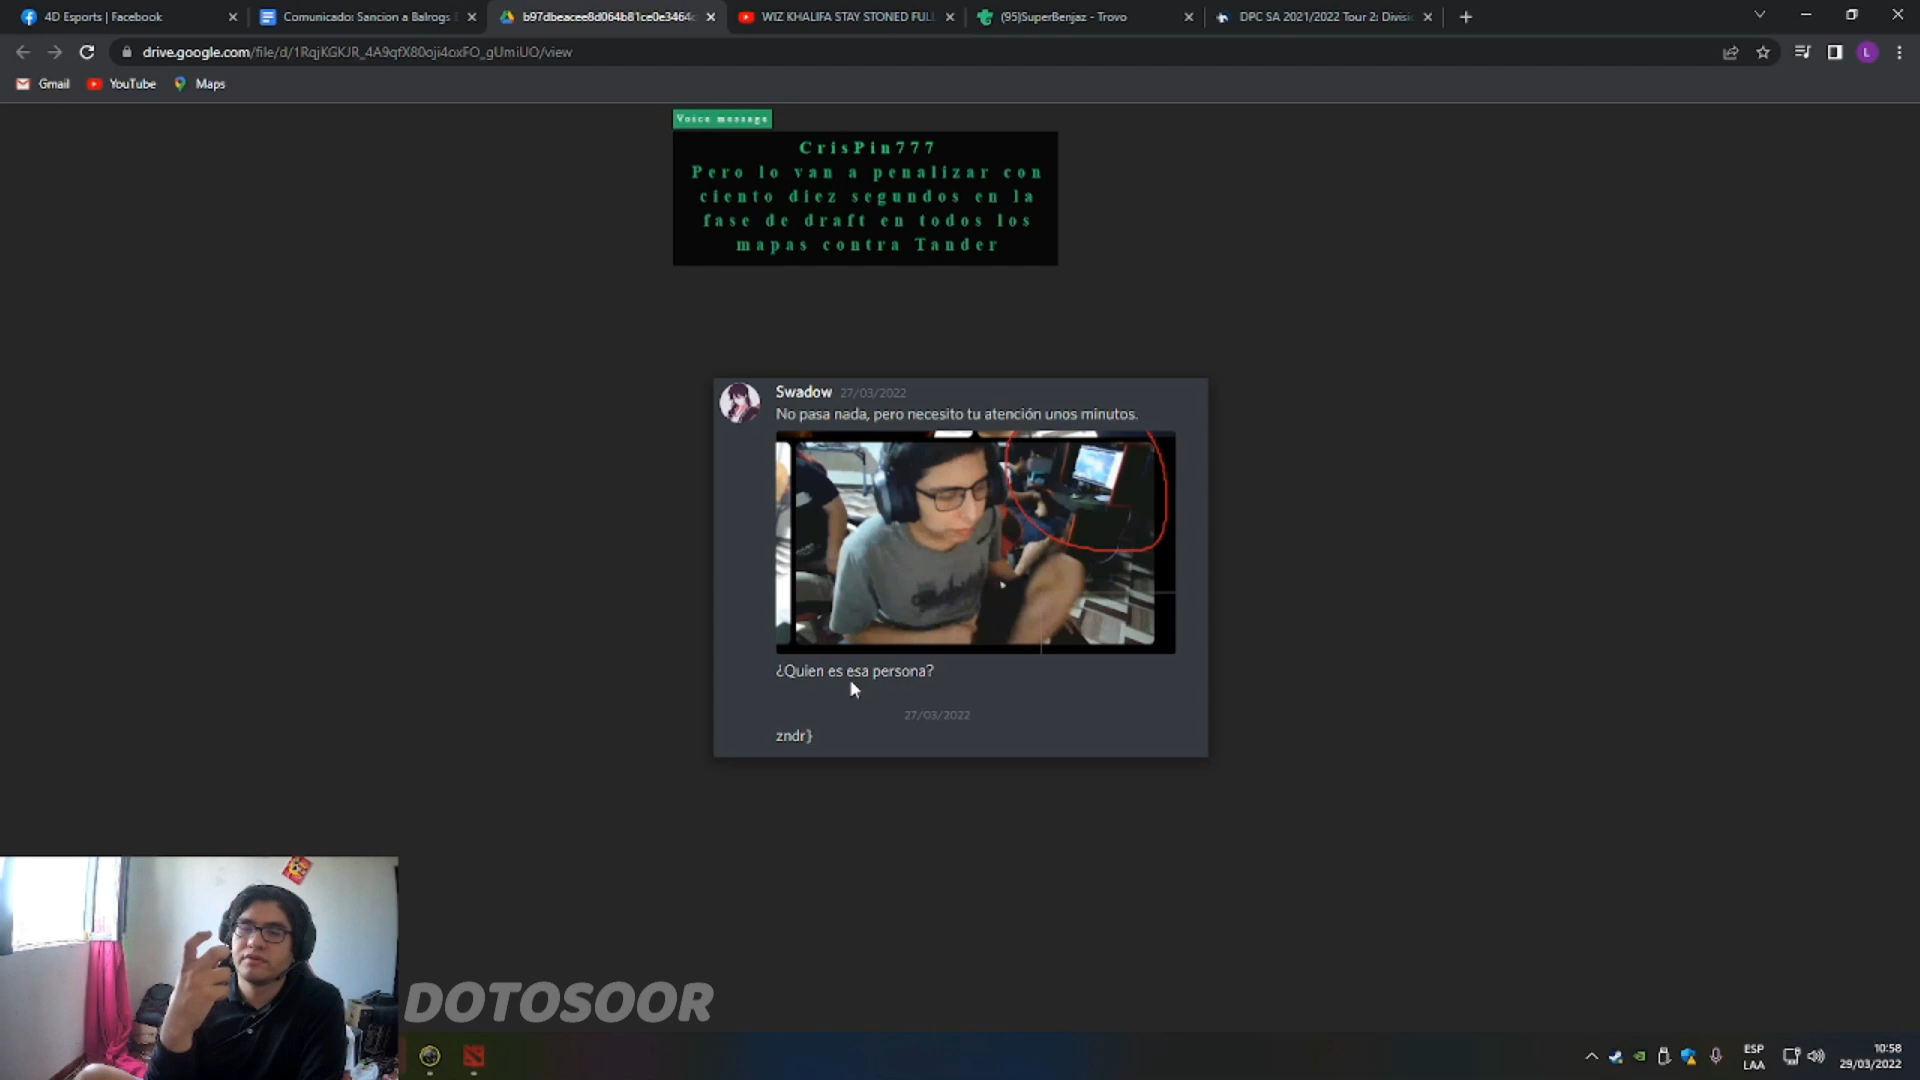 4D Esports | Facebook
Comunicado: Sancion a Balrogs
b97dbeacee8d064b81ce0e3464
WIZ KHALIFA STAY STONED FUL
(95)SuperBenjaz - Trovo
DPC SA 2021/2022 Tour 2: Divisi
drive.google.com/file/d/1RqjKGKJR_4A9qfX80oji4oxFO_gUmiUO/view
L
Gmail
YouTube
Maps
Voice message
CrisPin777
Pero lo van a penalizar con
ciento diez segundos en la
fase de draft en todos los
mapas contra Tander
Swadow 27/03/2022
No pasa nada, pero necesito tu atención unos minutos.
¿Quien es esa persona?
27/03/2022
zndr}
DOTOSOOR
ESP
LAA
10:58
29/03/2022